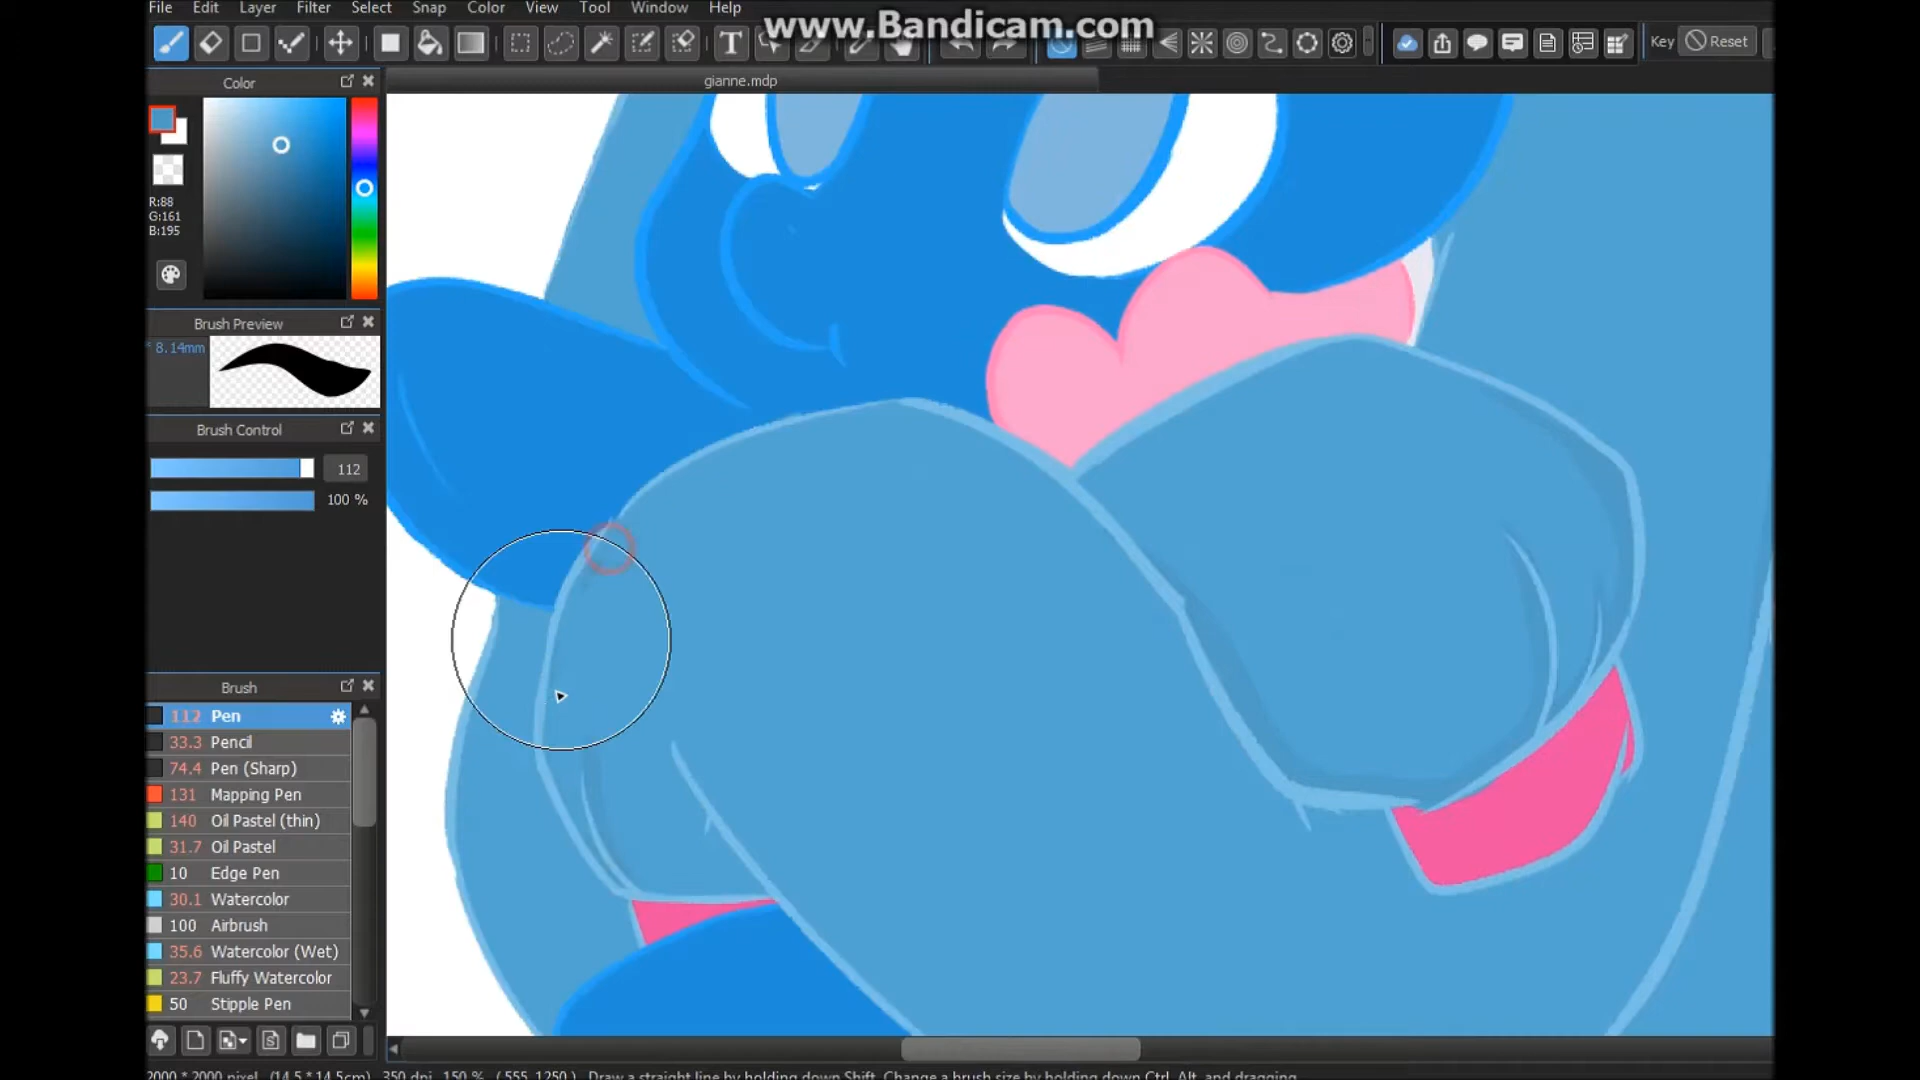 File Edit Layer Filter Select Snap Color View Tool Window Help
www.Bandicam.com
Key Reset
Color
gianne.mdp
R:88
G:161
B:195
Brush Preview
* 8.14mm
Brush Control
112
100 %
Brush
112 Pen
33.3 Pencil
74.4 Pen (Sharp)
131 Mapping Pen
140 Oil Pastel (thin)
31.7 Oil Pastel
10 Edge Pen
30.1 Watercolor
100 Airbrush
35.6 Watercolor (Wet)
23.7 Fluffy Watercolor
50 Stipple Pen
2000 * 2000 pixel (14.5 * 14.5cm) 350 dpi 150 % ( 555, 1250 ) Draw a straight line by holding down Shift, Change a brush size by holding down Ctrl, Alt, and dragging